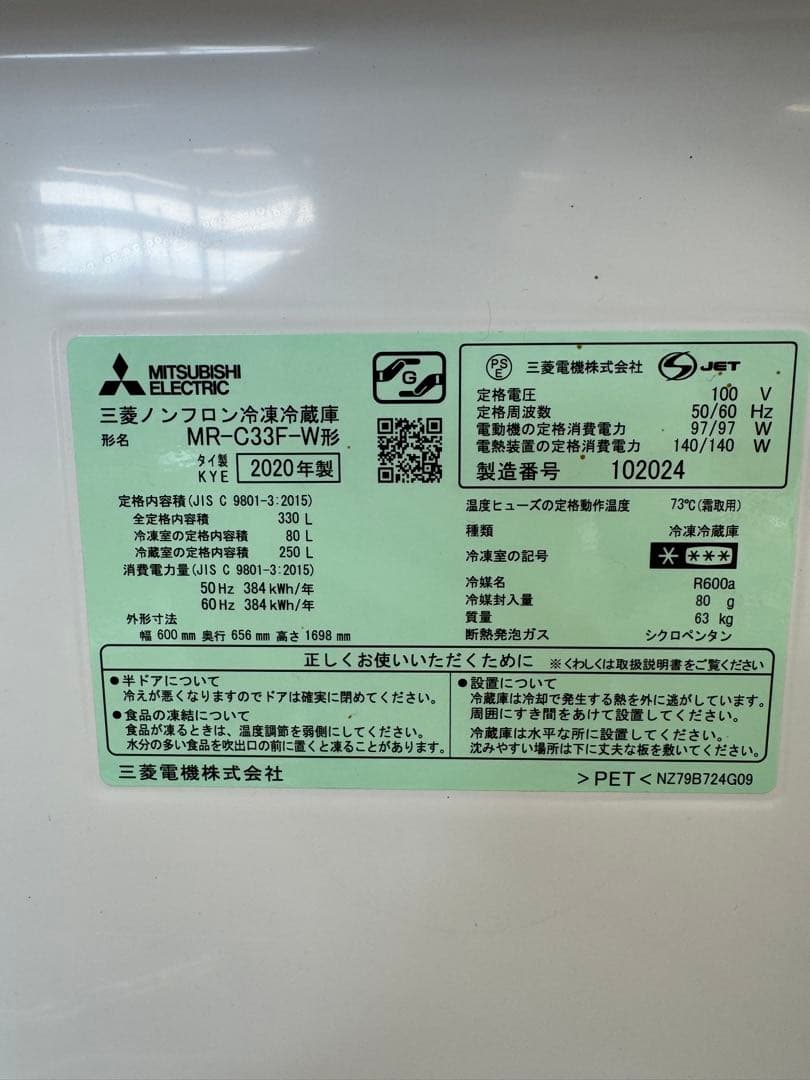 MITSUBISHI
ELECTRIC
G
三菱ノンフロン冷凍冷蔵庫
形名 MR-C33F-W形
タイ製
KYE 2020年製
PSE 三菱電機株式会社 S JET
定格電圧 100 V
定格周波数 50/60 Hz
電動機の定格消費電力 97/97 W
電熱装置の定格消費電力 140/140 W
製造番号 102024
定格内容積(JIS C 9801-3:2015)
全定格内容積 330 L
冷凍室の定格内容積 80 L
冷蔵室の定格内容積 250 L
消費電力量(JIS C 9801-3:2015)
50Hz 384kWh/年
60Hz 384kWh/年
外形寸法
幅 600mm 奥行 656mm 高さ 1698mm
温度ヒューズの定格動作温度 73℃(霜取用)
種類 冷凍冷蔵庫
冷凍室の記号 * ***
冷媒名 R600a
冷媒封入量 80 g
質量 63 kg
断熱発泡ガス シクロペンタン
正しくお使いいただくために ※くわしくは取扱説明書をご覧ください
●半ドアについて
冷えが悪くなりますのでドアは確実に閉めてください。
●食品の凍結について
食品が凍るときは、温度調節を弱側にしてください。
水分の多い食品を吹出口の前に置くと凍ることがあります。
●設置について
冷蔵庫は冷却で発生する熱を外に逃がしています。
周囲にすき間をあけて設置してください。
冷蔵庫は水平な所に設置してください。
沈みやすい場所は下に丈夫な板を敷いてください。
三菱電機株式会社 >PET< NZ79B724G09